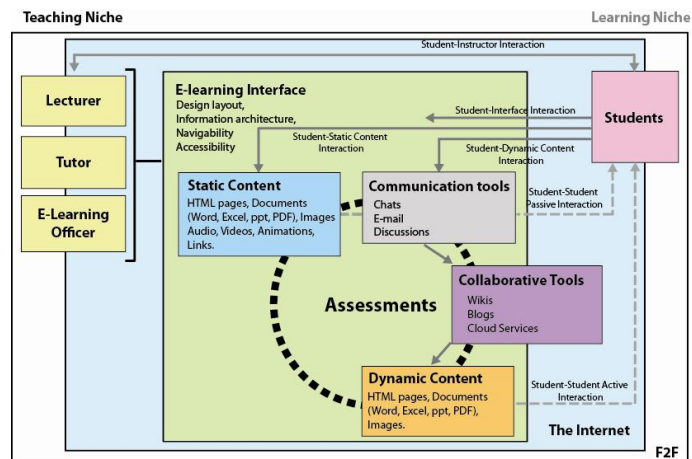 Teaching Niche
Learning Niche
Student-Instructor Interaction
Lecturer
Tutor
E-Learning
Officer
E-learning Interface
Design layout,
Information architecture,
Navigability
Accessibility
Student-Interface Interaction
Students
Student-Static Content
Interaction
Student-Dynamic Content
Interaction
Static Content
HTML pages, Documents
(Word, Excel, ppt, PDF), Images
Audio, Videos, Animations,
Links.
Communication tools
Chats
E-mail
Discussions
Student-Student
Passive Interaction
Assessments
Collaborative Tools
Wikis
Blogs
Cloud Services
Dynamic Content
HTML pages, Documents
(Word, Excel, ppt, PDF),
Images.
Student-Student Active
Interaction
The Internet
F2F